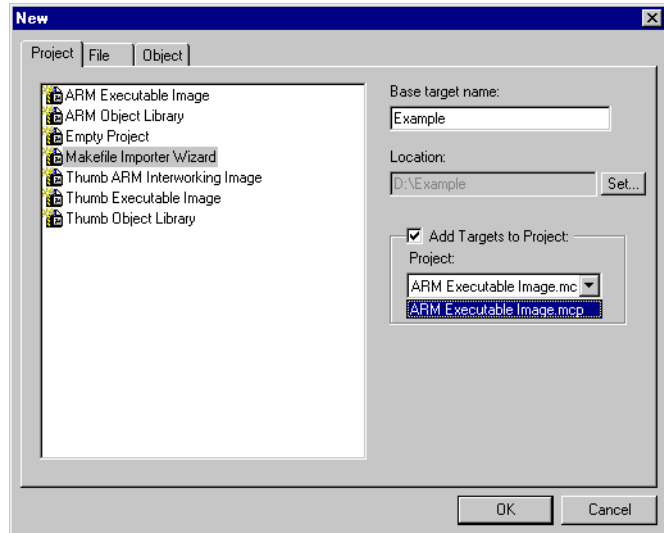 New
Project
File
Object
ARM Executable Image
ARM Object Library
Empty Project
Makefile Importer Wizard
Thumb ARM Interworking Image
Thumb Executable Image
Thumb Object Library
Base target name:
Example
Location:
D:\Example
Set...
Add Targets to Project:
Project:
ARM Executable Image.mc
ARM Executable Image.mcp
OK
Cancel